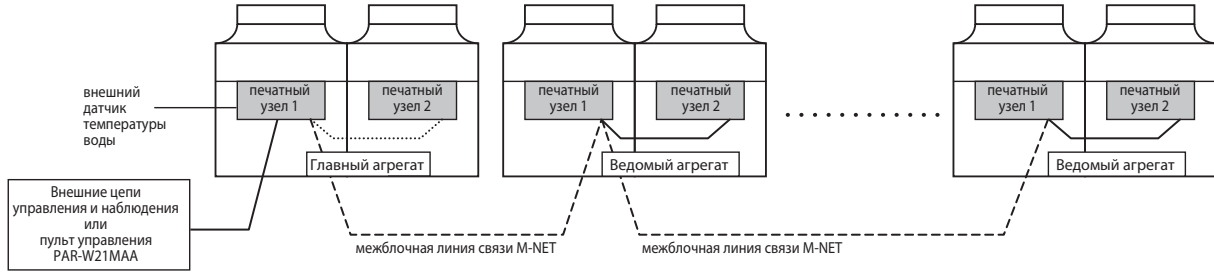 печатный
узел 1
печатный
узел 2
печатный
узел 1
печатный
узел 2
печатный
узел 1
печатный
узел 2
внешний
датчик
температуры
воды
Главный агрегат
Ведомый агрегат
Ведомый агрегат
Внешние цепи
управления и наблюдения
или
пульт управления
PAR-W21MAA
межблочная линия связи M-NET
межблочная линия связи M-NET